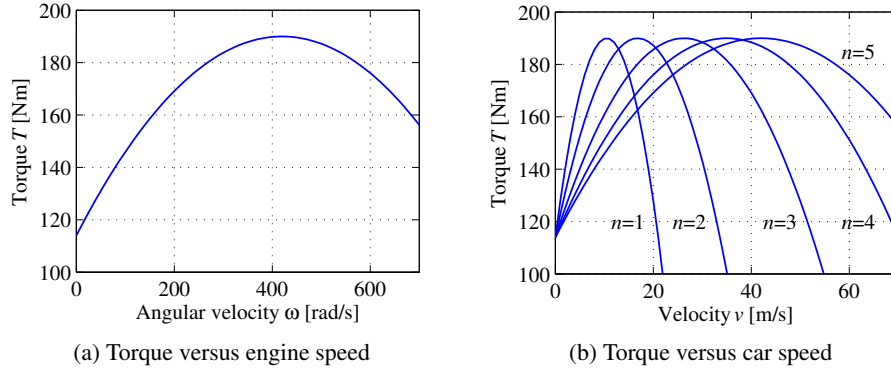 200
180
160
140
120
100
0
200
400
600
Torque T [Nm]
Angular velocity ω [rad/s]
(a) Torque versus engine speed
200
180
160
140
120
100
0
20
40
60
n=5
n=1
n=2
n=3
n=4
Torque T [Nm]
Velocity v [m/s]
(b) Torque versus car speed